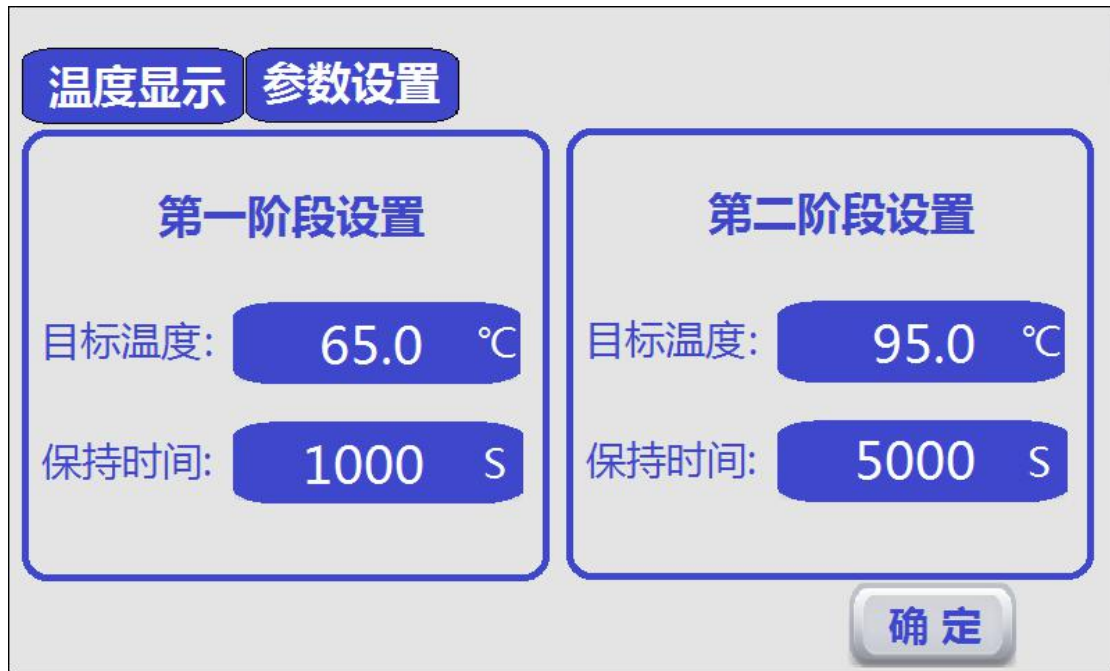 温度显示 参数设置
第一阶段设置
目标温度: 65.0 ℃
保持时间: 1000 S
第二阶段设置
目标温度: 95.0 ℃
保持时间: 5000 S
确 定